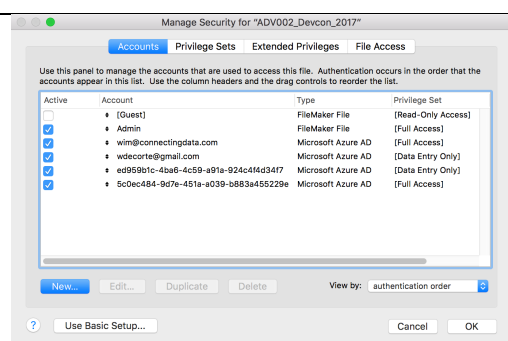 Manage Security for “ADV002_Devcon_2017”
Accounts Privilege Sets Extended Privileges File Access
Use this panel to manage the accounts that are used to access this file. Authentication occurs in the order that the
accounts appear in this list. Use the column headers and the drag controls to reorder the list.
Active Account Type Privilege Set
[Guest] FileMaker File [Read-Only Access]
Admin FileMaker File [Full Access]
wim@connectingdata.com Microsoft Azure AD [Full Access]
wdecorte@gmail.com Microsoft Azure AD [Data Entry Only]
ed959b1c-4ba6-4c59-a91a-924c4f4d34f7 Microsoft Azure AD [Data Entry Only]
5c0ec484-9d7e-451a-a039-b883a455229e Microsoft Azure AD [Full Access]
New... Edit... Duplicate Delete View by: authentication order
? Use Basic Setup... Cancel OK